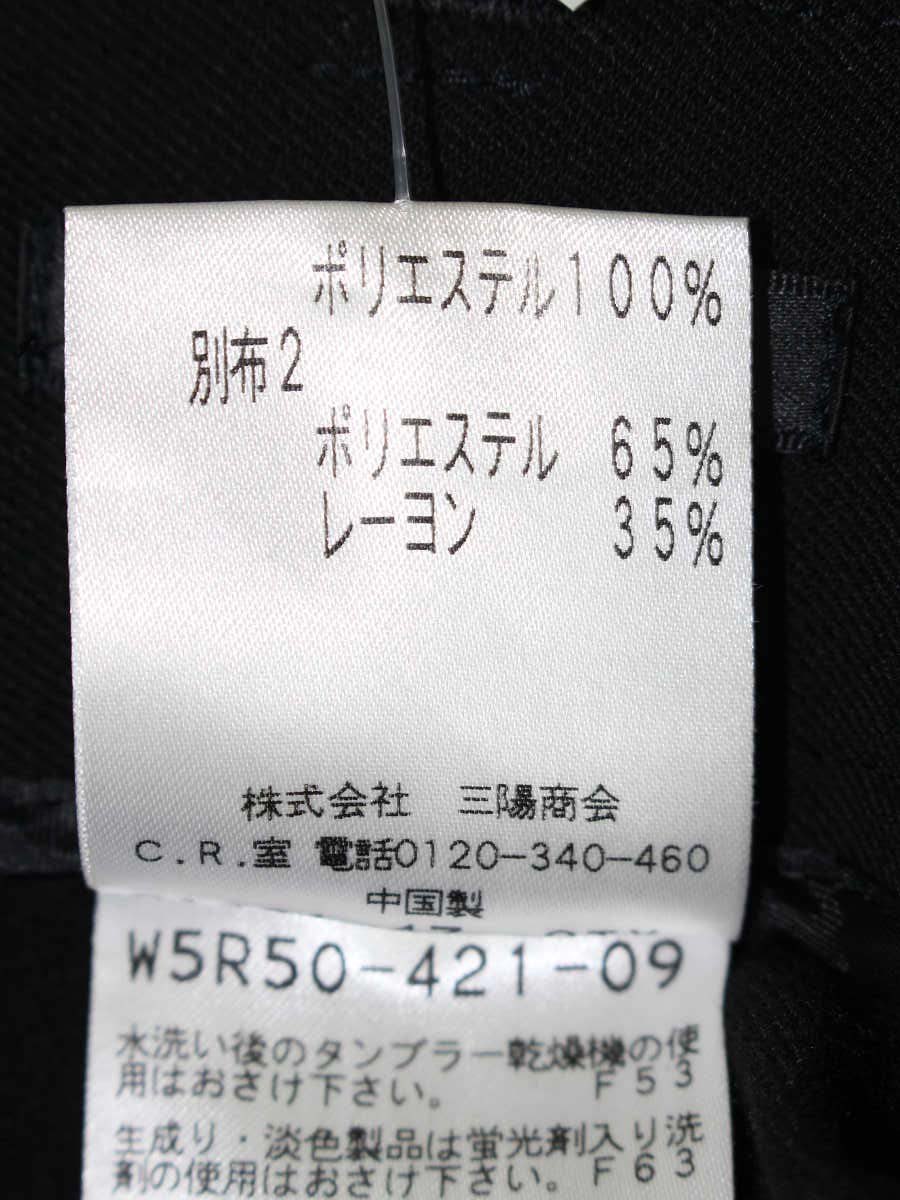 ポリエステル100%
別布2
ポリエステル 65%
レーヨン 35%
株式会社 三陽商会
C.R.室 電話0120-340-460
中国製
W5R50-421-09
水洗い後のタンブラー乾燥機の使
用はおさけ下さい。 F53
生成り・淡色製品は蛍光剤入り洗
剤の使用はおさけ下さい。 F63